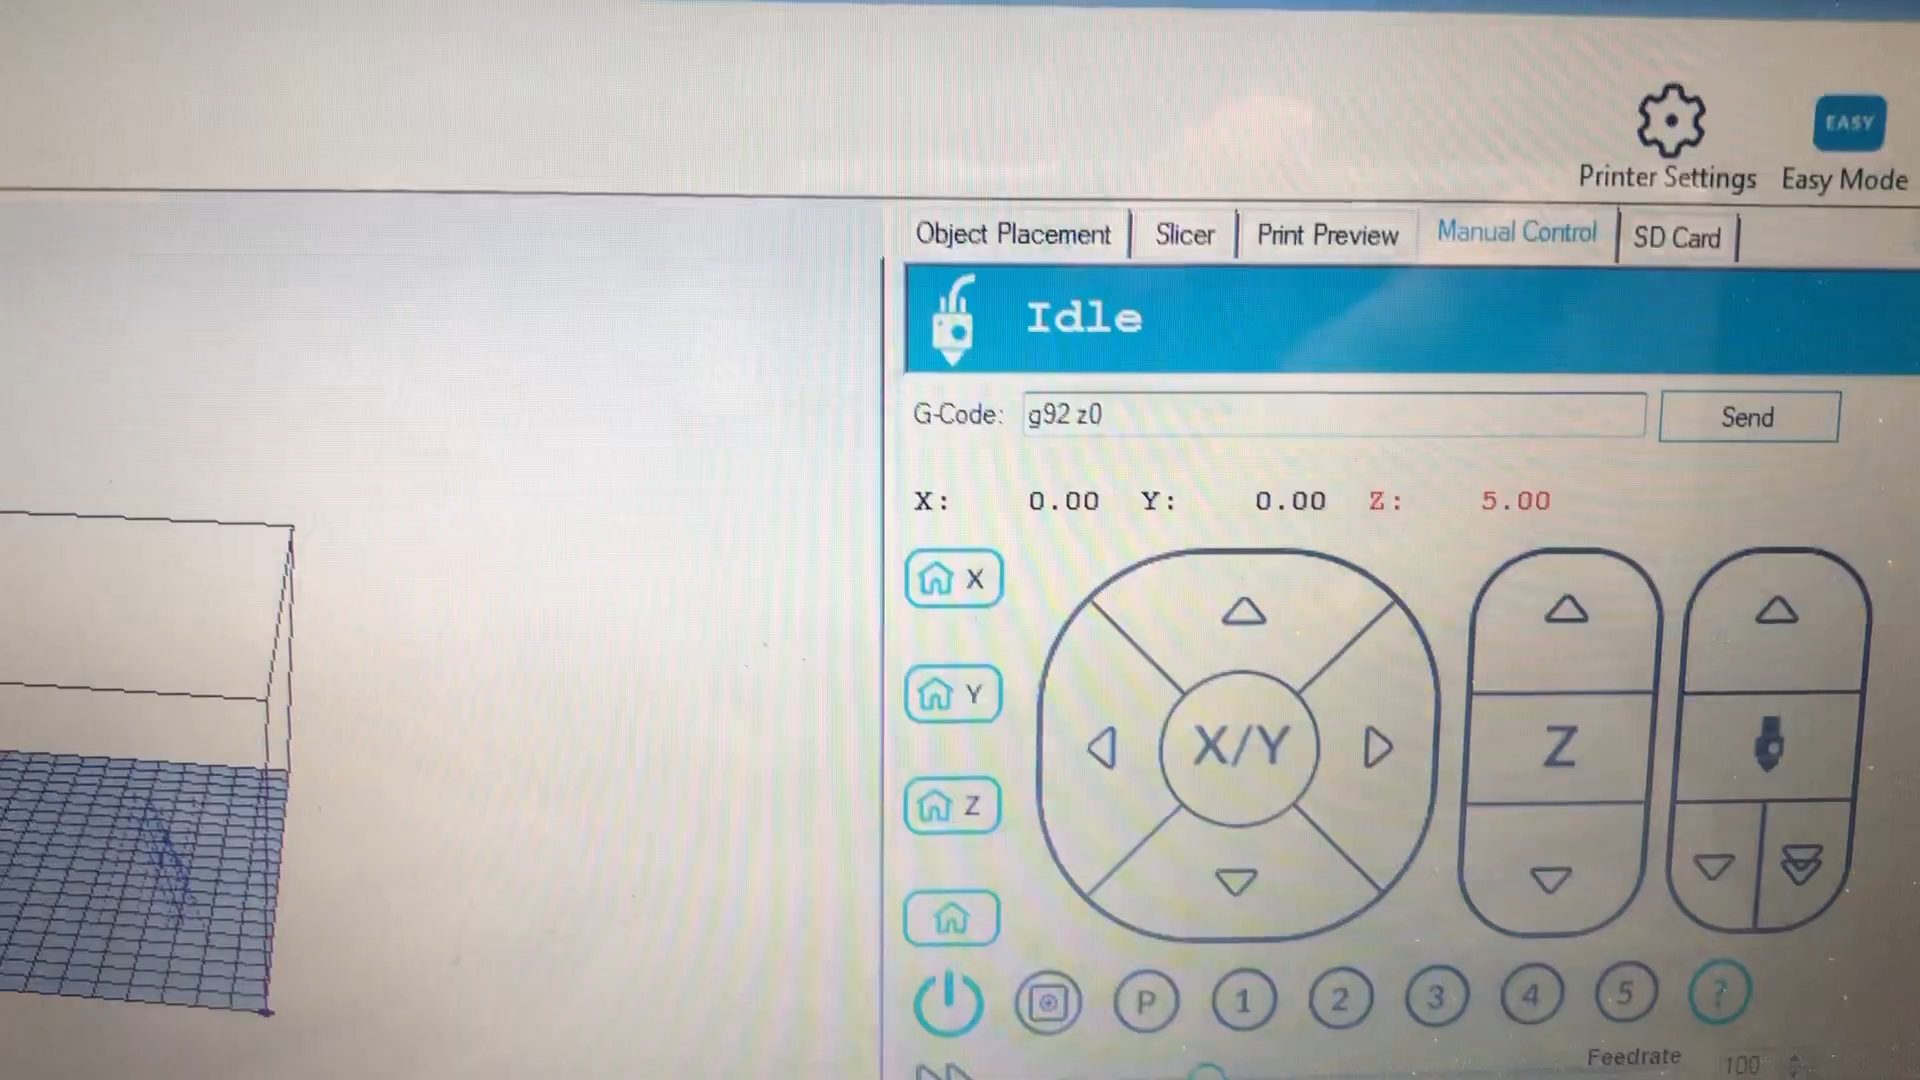 EASY
Printer Settings Easy Mode
Object Placement Slicer Print Preview Manual Control SD Card
Idle
G-Code: g92 z0 Send
X: 0.00 Y: 0.00 Z: 5.00
X
Y
X/Y Z
Z
P 1 2 3 4 5 ?
Feedrate 100